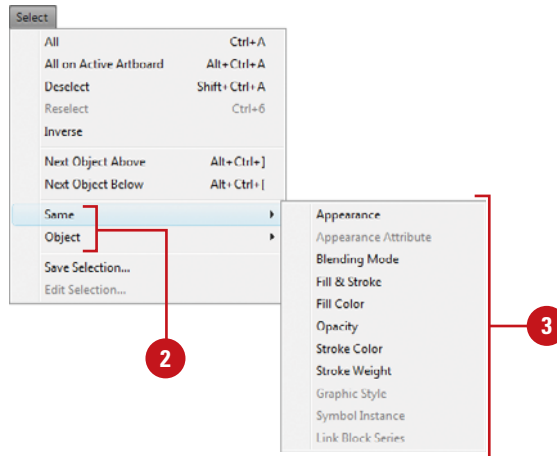 Select
All Ctrl+A
All on Active Artboard Alt+Ctrl+A
Deselect Shift+Ctrl+A
Reselect Ctrl+6
Inverse
Next Object Above Alt+Ctrl+]
Next Object Below Alt+Ctrl+[
Same
Object
Save Selection...
Edit Selection...
Appearance
Appearance Attribute
Blending Mode
Fill & Stroke
Fill Color
Opacity
Stroke Color
Stroke Weight
Graphic Style
Symbol Instance
Link Block Series
2
3